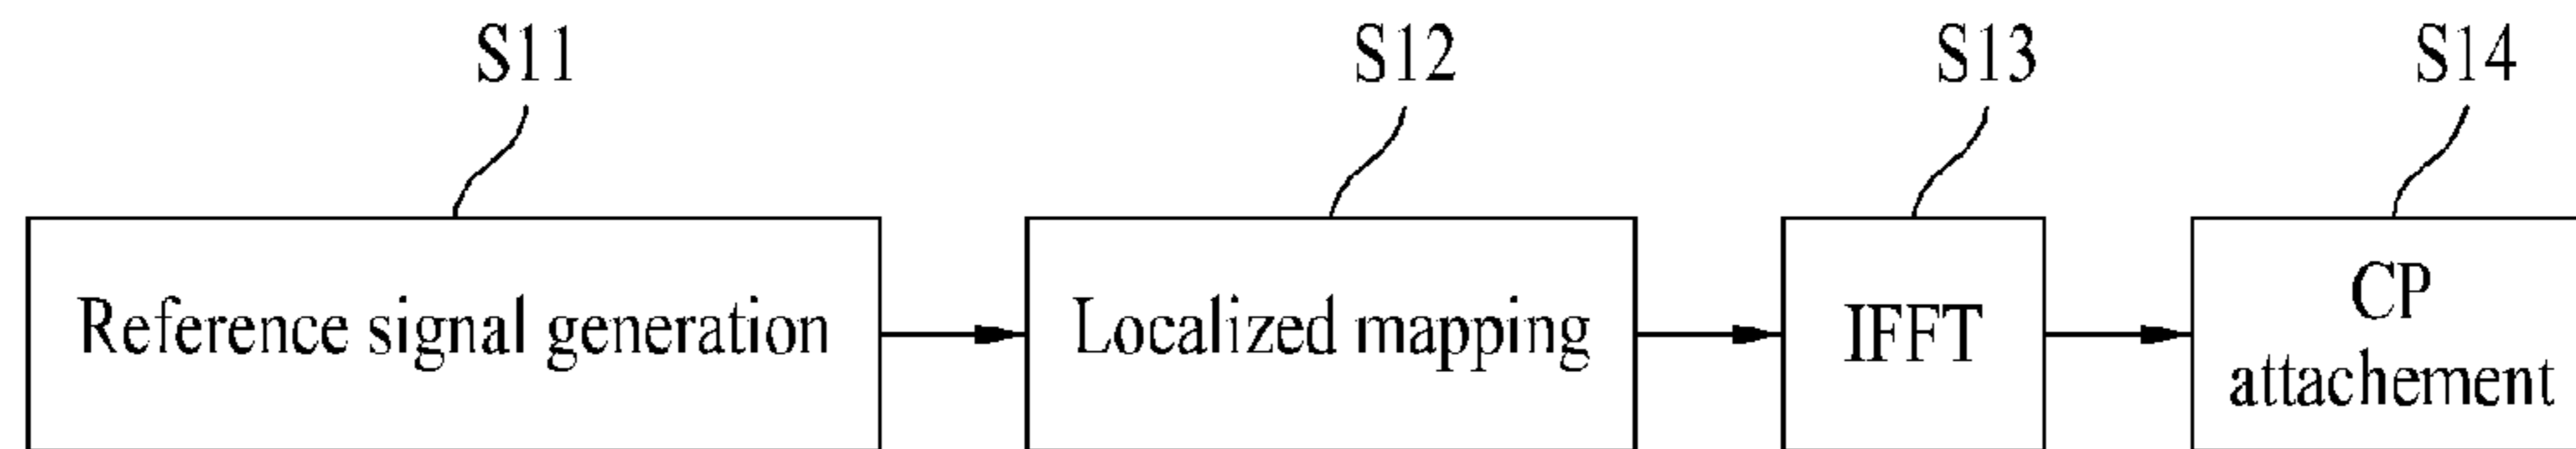 S11
S12
S13
S14
Reference signal generation
Localized mapping
IFFT
CP
attachement